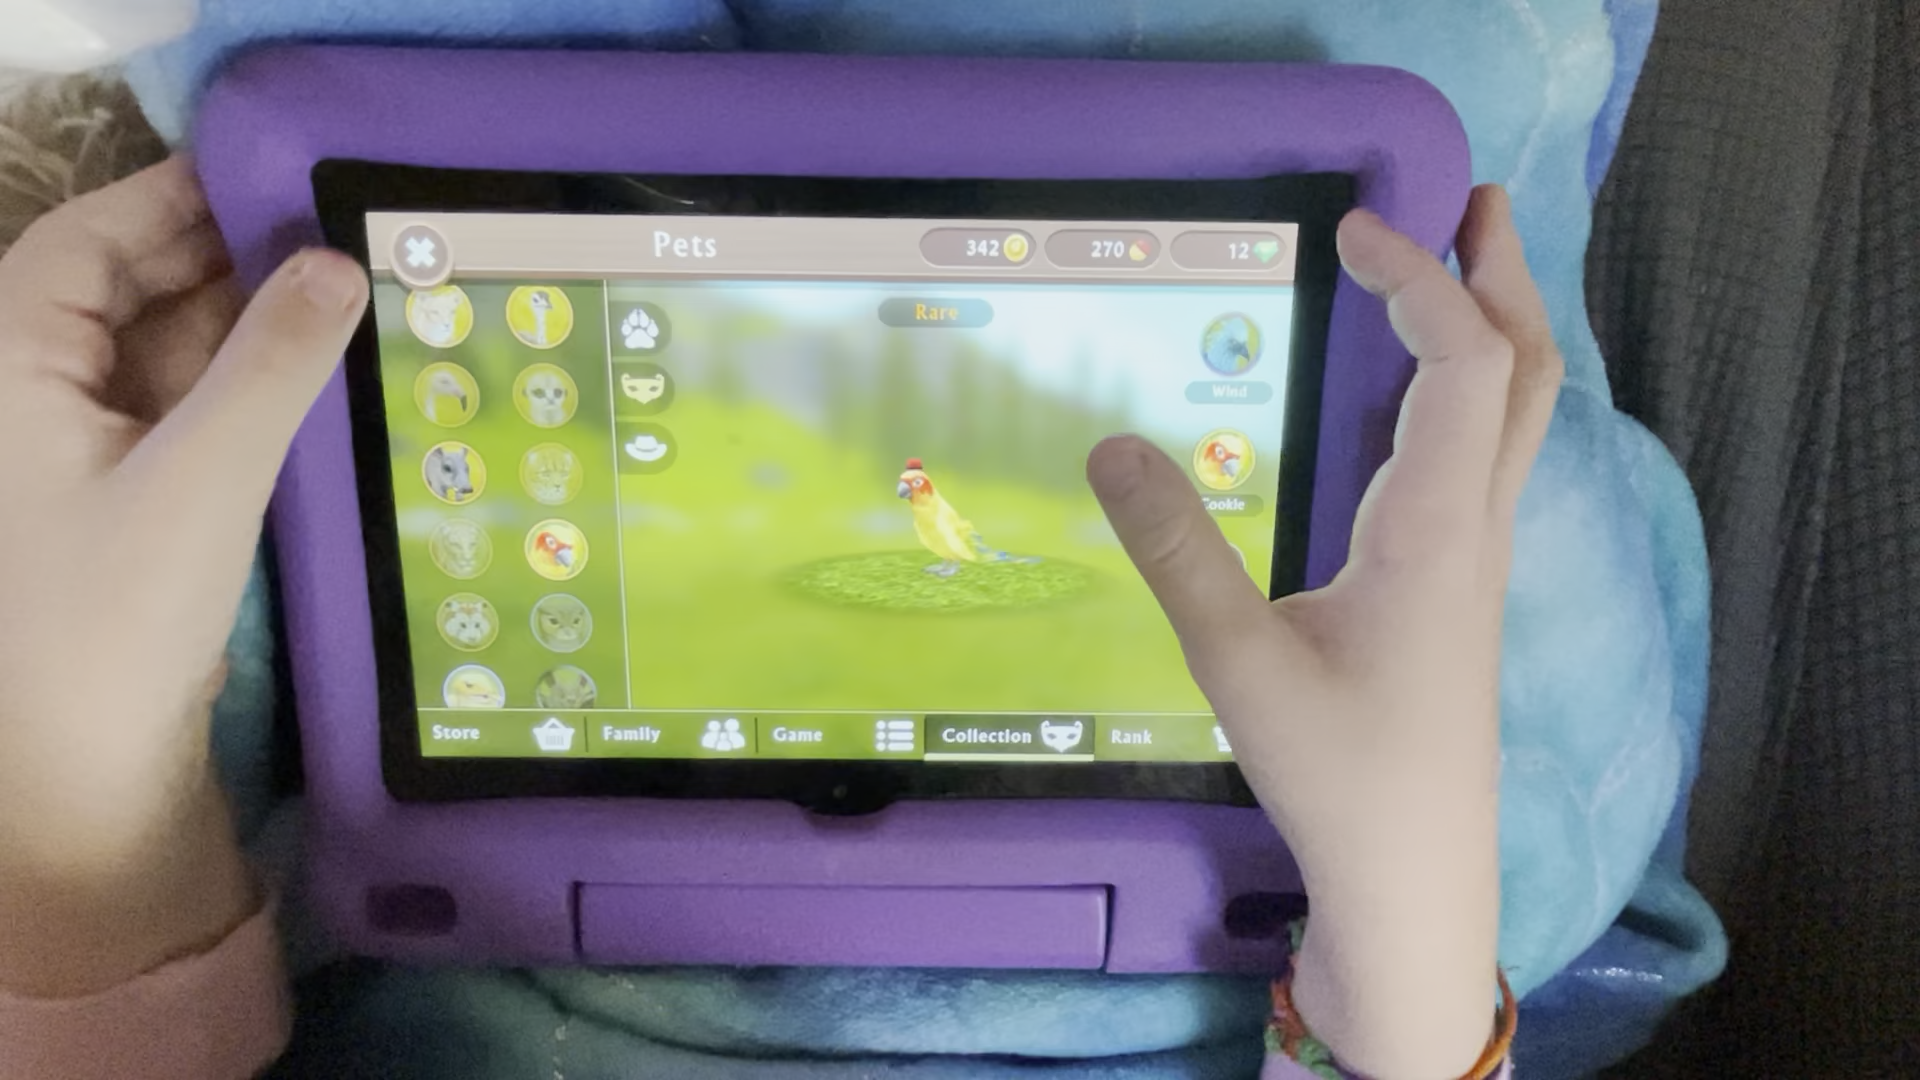 Pets
342
270
12
Rare
Wind
Cookie
Store
Family
Game
Collection
Rank